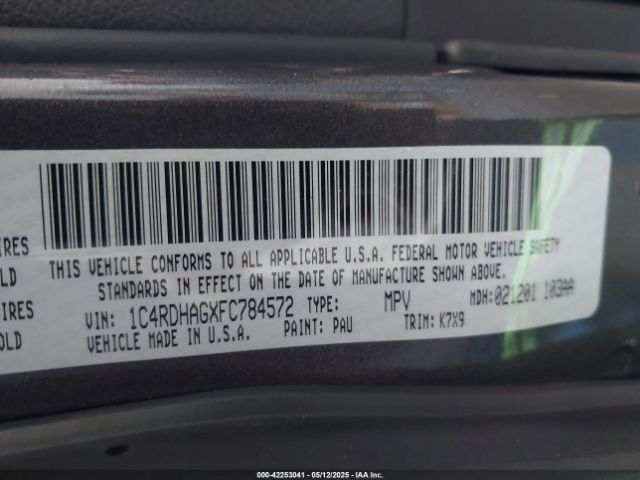 IRES
OLD
IRES
OLD
THIS VEHICLE CONFORMS TO ALL APPLICABLE U.S.A. FEDERAL MOTOR VEHICLE SAFETY
STANDARDS IN EFFECT ON THE DATE OF MANUFACTURE SHOWN ABOVE.
VIN: 1C4RDHAGXFC784572 TYPE: MPV MDH: 021201 103AA
VEHICLE MADE IN U.S.A. PAINT: PAU TRIM: K7X9
000-42253041 - 05/12/2025 - IAA Inc.